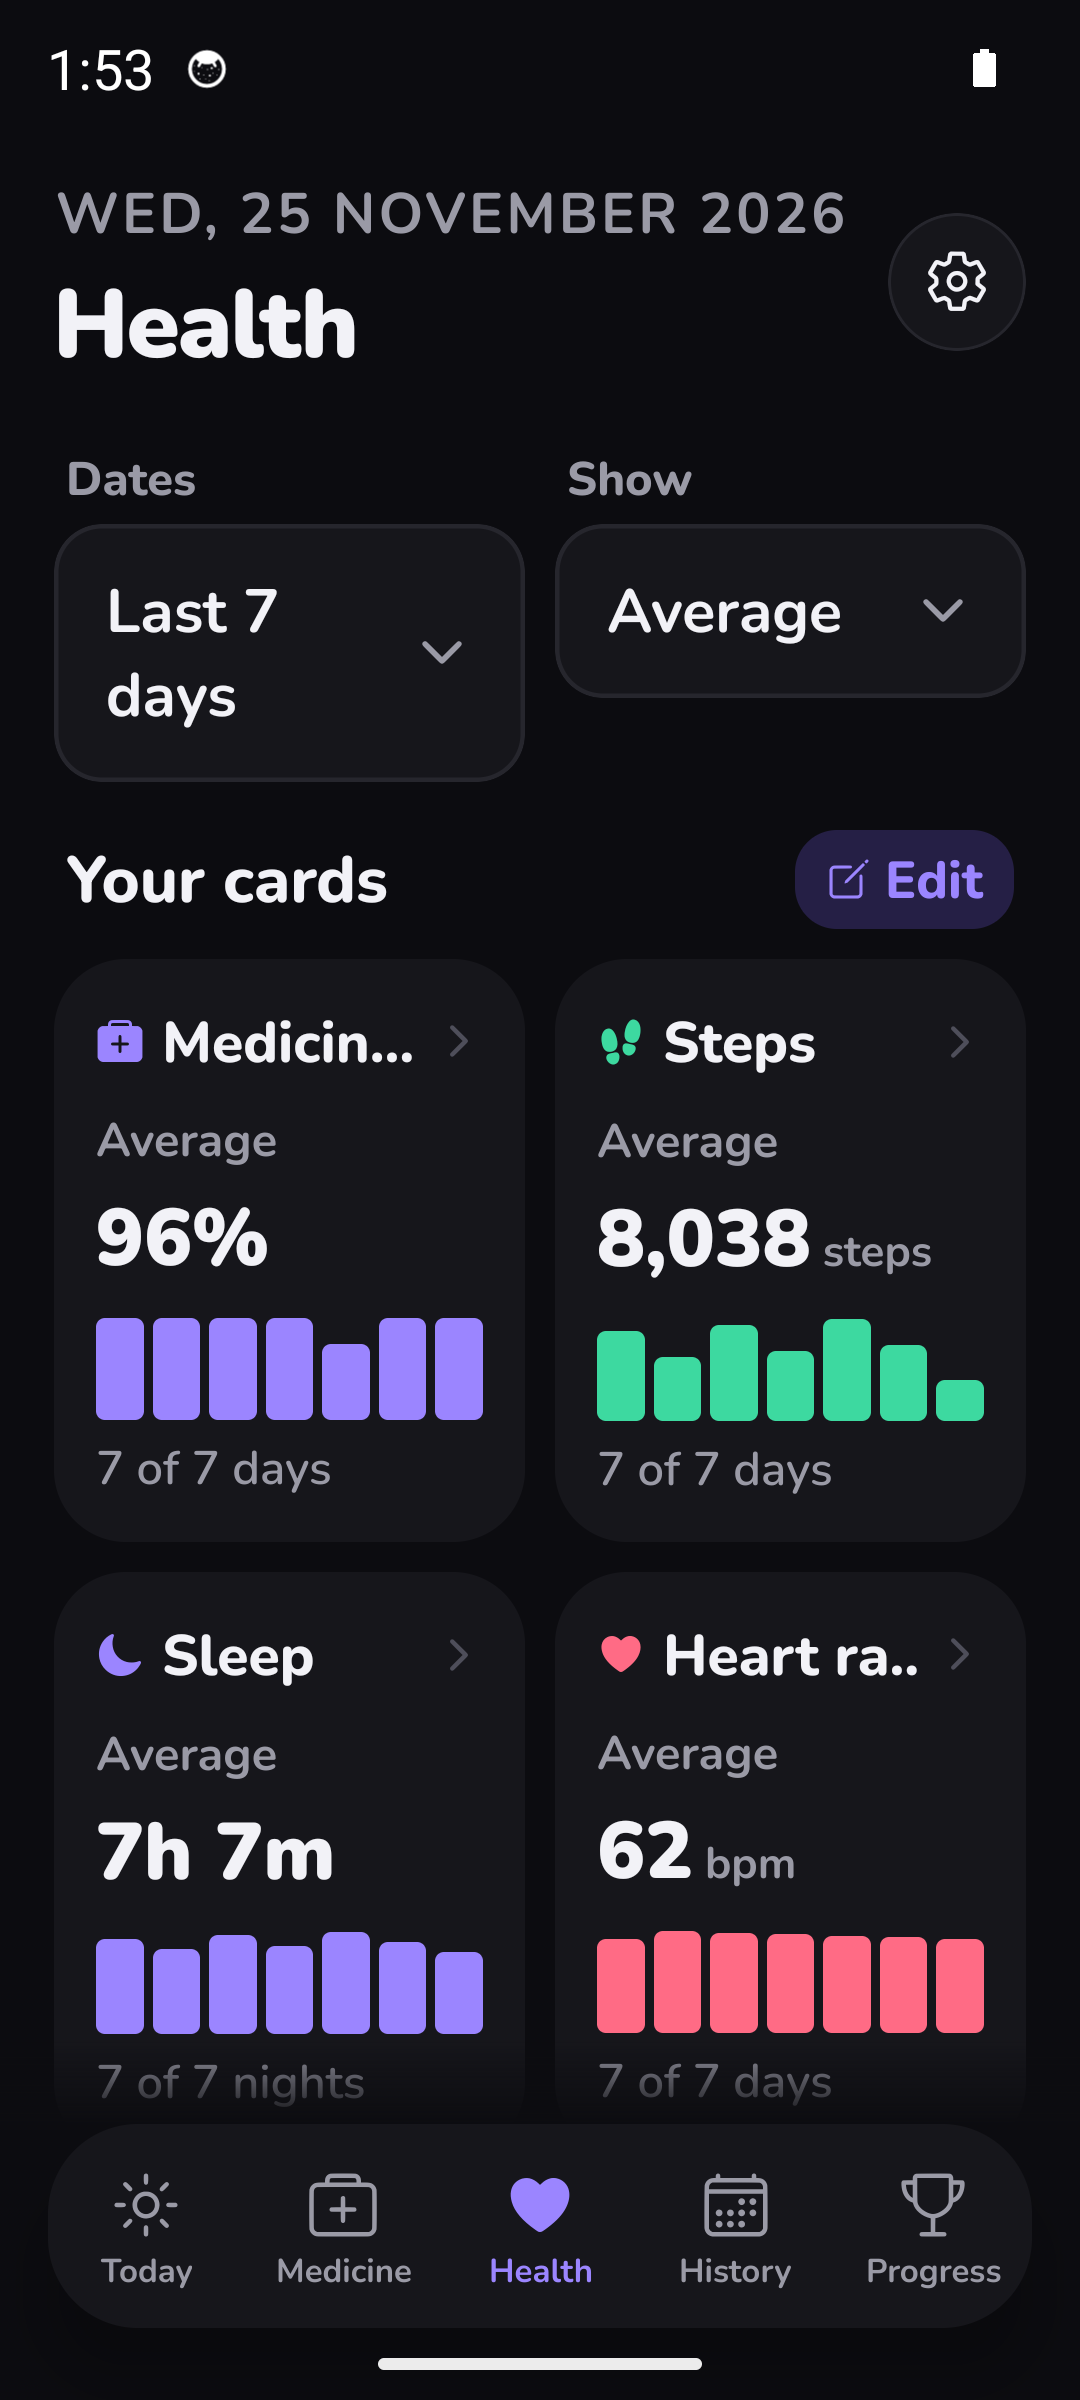 1:53
WED, 25 NOVEMBER 2026
Health
Dates
Show
Last 7
days
Average
Your cards
Edit
Medicin...
Steps
Average
Average
96%
8,038 steps
7 of 7 days
7 of 7 days
Sleep
Heart ra..
Average
Average
7h 7m
62 bpm
7 of 7 nights
7 of 7 days
Today
Medicine
Health
History
Progress